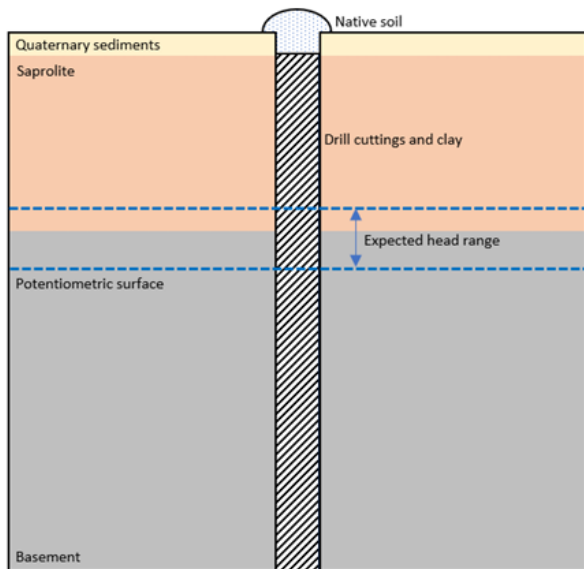 Native soil
Quaternary sediments
Saprolite
Drill cuttings and clay
Expected head range
Potentiometric surface
Basement